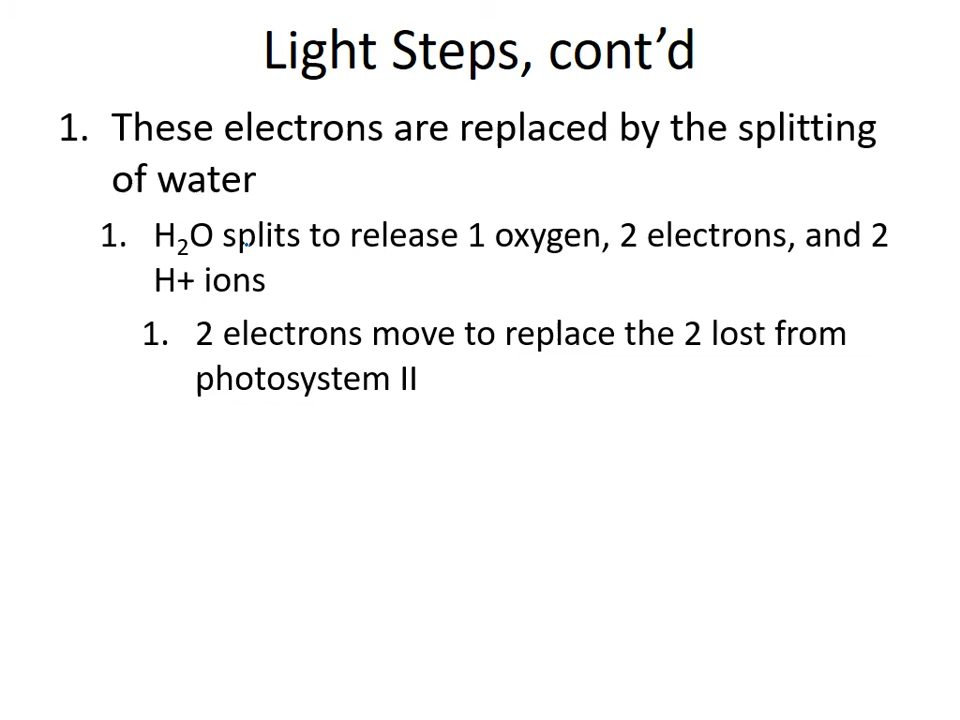 Light Steps, cont’d
1. These electrons are replaced by the splitting
of water
1. H₂O splits to release 1 oxygen, 2 electrons, and 2
H+ ions
1. 2 electrons move to replace the 2 lost from
photosystem II